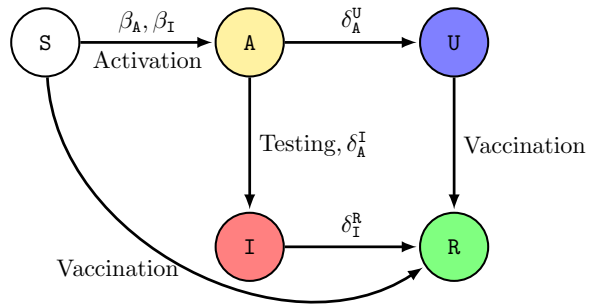 β_A, β_I
δ_A^U
S
A
U
Activation
Testing, δ_A^I
Vaccination
δ_I^R
I
R
Vaccination